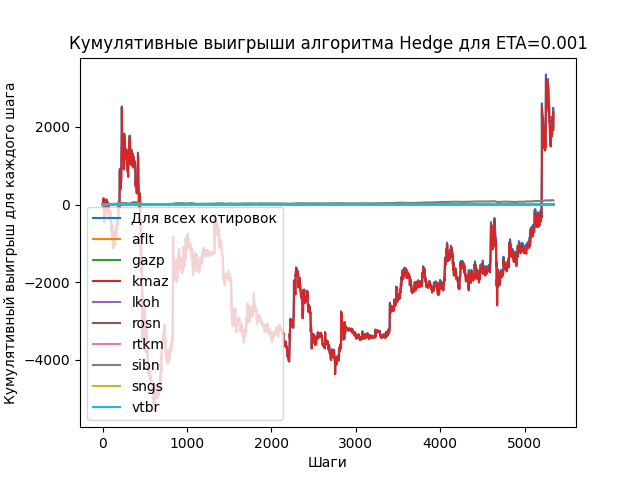 Кумулятивные выигрыши алгоритма Hedge для ETA=0.001
Кумулятивный выигрыш для каждого шага
2000
0
−2000
−4000
Для всех котировок
aflt
gazp
kmaz
lkoh
rosn
rtkm
sibn
sngs
vtbr
0 1000 2000 3000 4000 5000
Шаги